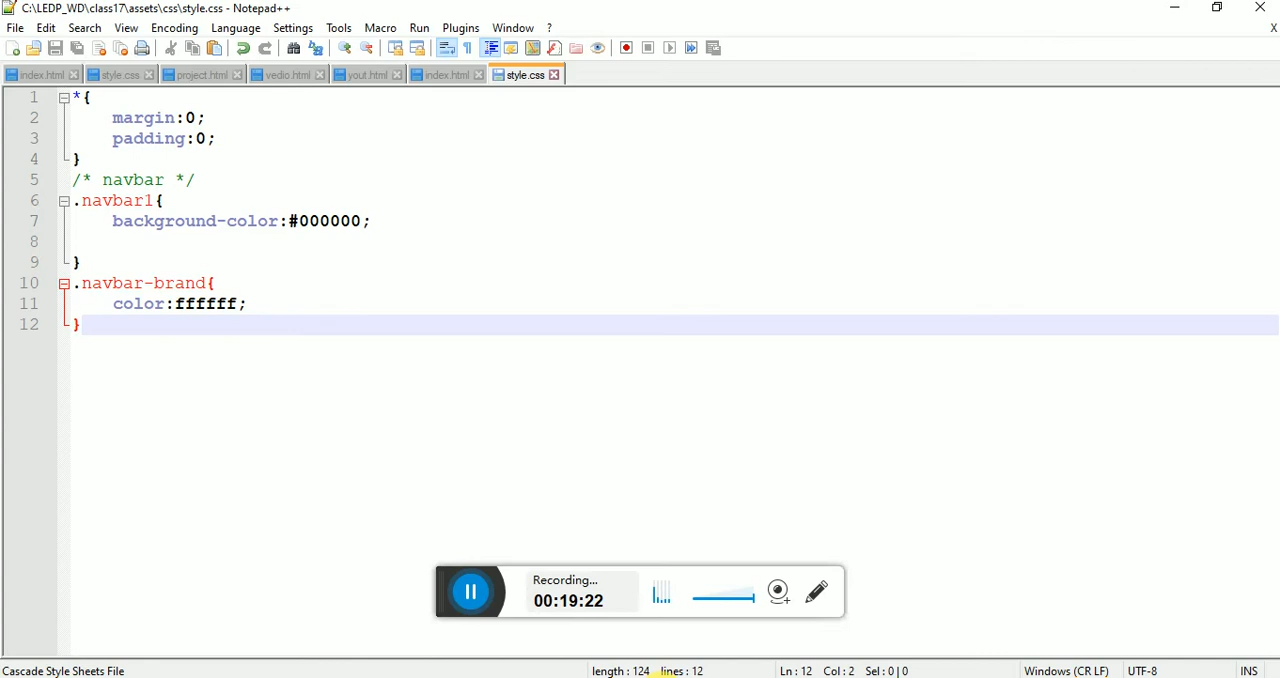 C:\LEDP_WD\class17\assets\css\style.css - Notepad++
File Edit Search View Encoding Language Settings Tools Macro Run Plugins Window ? X
index.html style.css project.html vedio.html yout.html index.html style.css
1 *{
2 margin:0;
3 padding:0;
4 }
5 /* navbar */
6 .navbar1{
7 background-color:#000000;
8
9 }
10 .navbar-brand{
11 color:ffffff;
12 }
Recording...
00:19:22
Cascade Style Sheets File length : 124 lines : 12 Ln : 12 Col : 2 Sel : 0 | 0 Windows (CR LF) UTF-8 INS